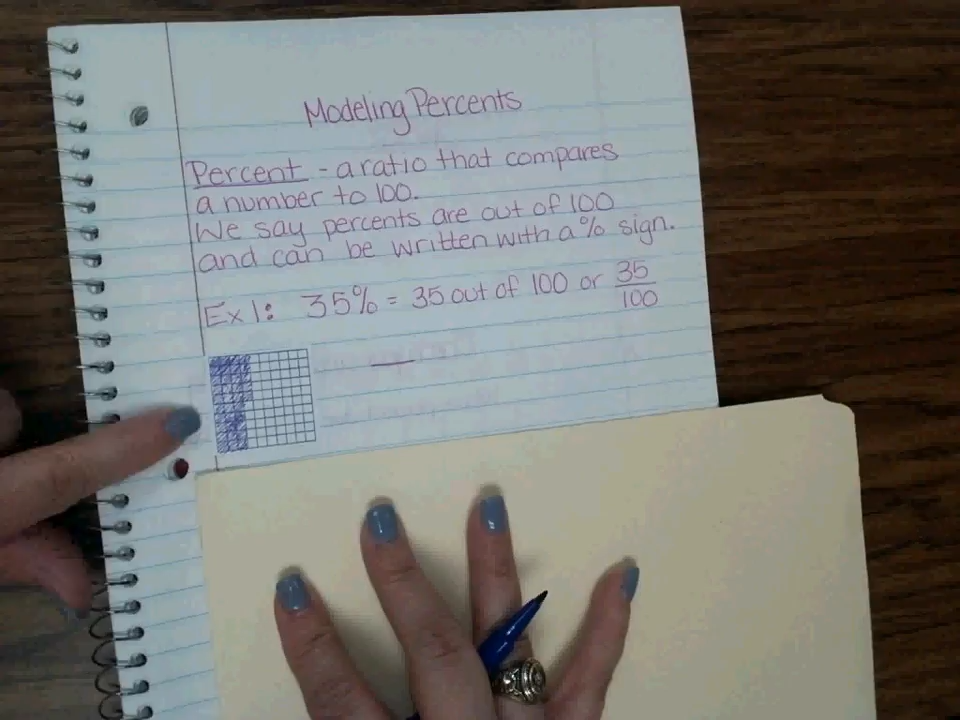 Modeling Percents
Percent - a ratio that compares
a number to 100.
We say percents are out of 100
and can be written with a % sign.
Ex 1: 35% = 35 out of 100 or 35/100